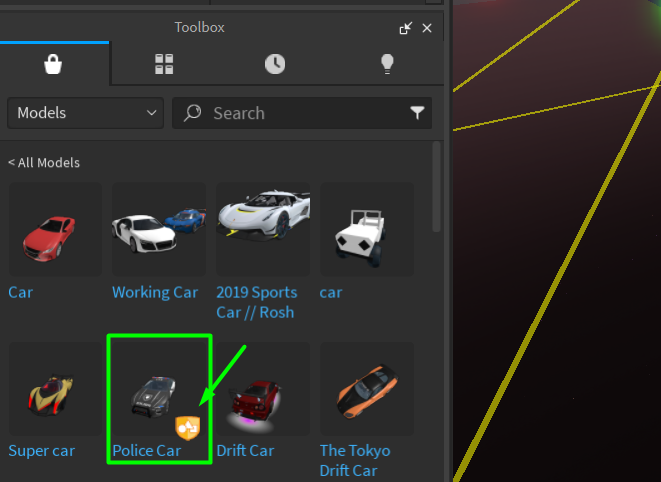 Toolbox
Models
Search
< All Models
Car
Working Car
2019 Sports
Car // Rosh
car
Super car
Police Car
Drift Car
The Tokyo
Drift Car